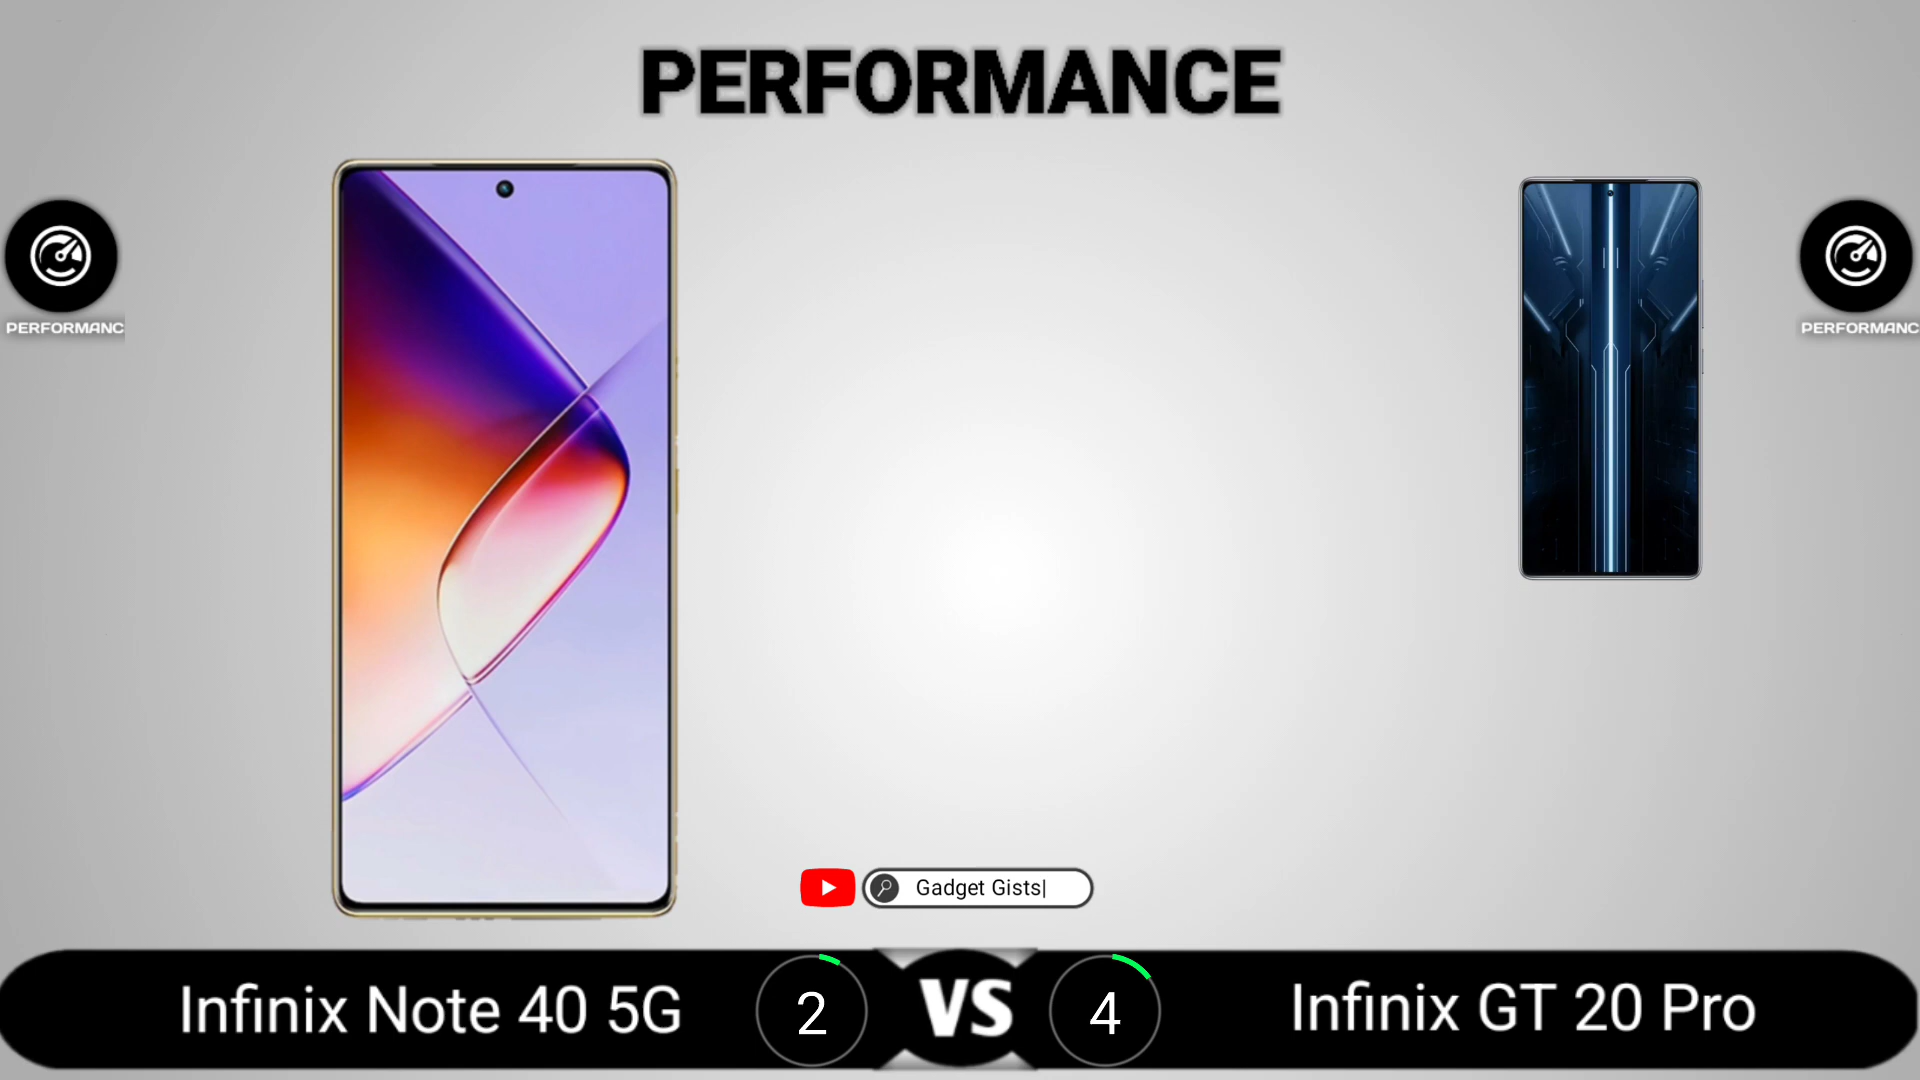 PERFORMANCE
PERFORMANC
PERFORMANC
Gadget Gists|
Infinix Note 40 5G
2
VS
4
Infinix GT 20 Pro